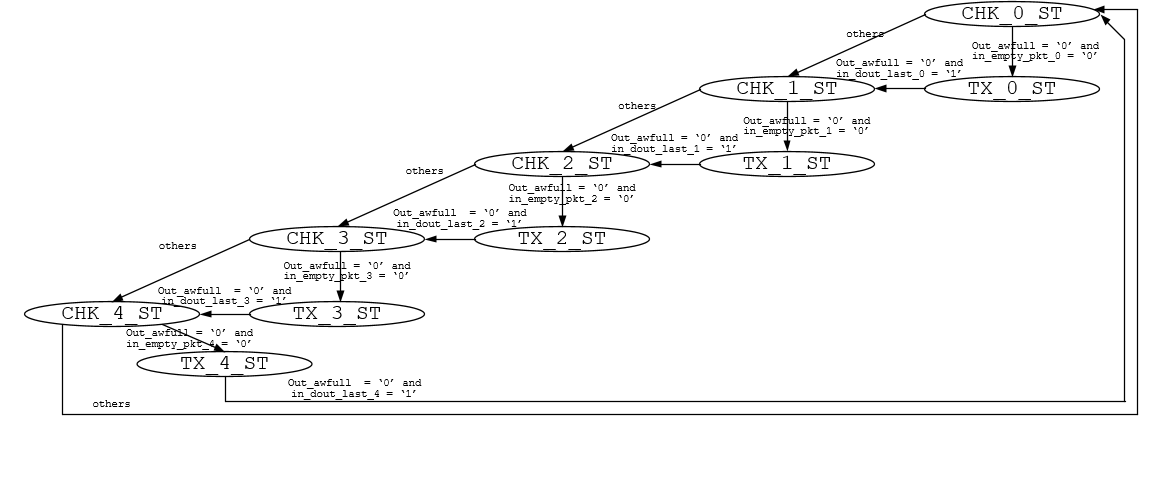 CHK_0_ST
others
Out_awfull = ‘0’ and
in_empty_pkt_0 = ‘0’
Out_awfull = ‘0’ and
in_dout_last_0 = ‘1’
CHK_1_ST
TX_0_ST
others
Out_awfull = ‘0’ and
in_empty_pkt_1 = ‘0’
Out_awfull = ‘0’ and
in_dout_last_1 = ‘1’
CHK_2_ST
TX_1_ST
others
Out_awfull = ‘0’ and
in_empty_pkt_2 = ‘0’
Out_awfull  = ‘0’ and
in_dout_last_2 = ‘1’
CHK_3_ST
TX_2_ST
others
Out_awfull = ‘0’ and
in_empty_pkt_3 = ‘0’
Out_awfull  = ‘0’ and
in_dout_last_3 = ‘1’
CHK_4_ST
TX_3_ST
Out_awfull = ‘0’ and
in_empty_pkt_4 = ‘0’
TX_4_ST
Out_awfull  = ‘0’ and
in_dout_last_4 = ‘1’
others